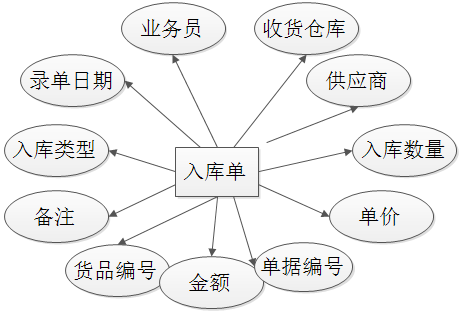 业务员
收货仓库
录单日期
供应商
入库类型
入库单
入库数量
备注
单价
货品编号
金额
单据编号